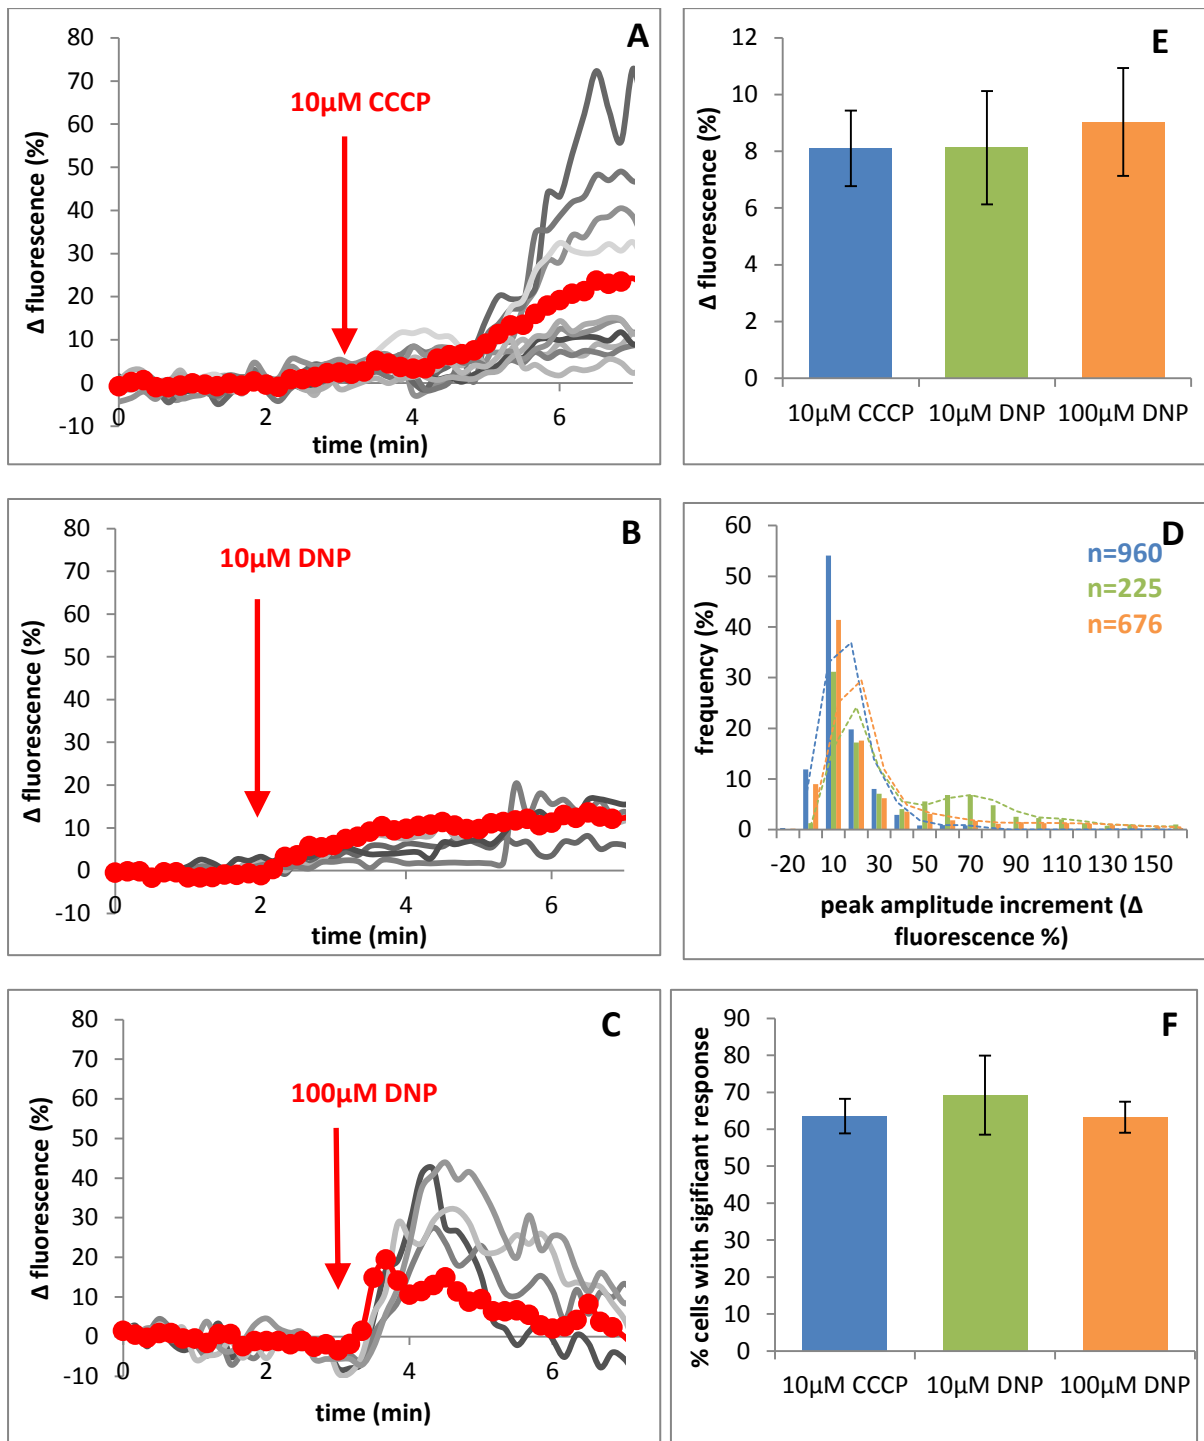 A
80
70
60
50
40
30
20
10
0
-10
Δ fluorescence (%)
10μM CCCP
0
2
4
6
time (min)
E
12
10
8
6
4
2
0
Δ fluorescence (%)
10μM CCCP
10μM DNP
100μM DNP
B
80
70
60
50
40
30
20
10
0
-10
Δ fluorescence (%)
10μM DNP
0
2
4
6
time (min)
D
60
50
40
30
20
10
0
frequency (%)
n=960
n=225
n=676
-20 10 30 50 70 90 110 130 150
peak amplitude increment (Δ
fluorescence %)
C
80
70
60
50
40
30
20
10
0
-10
Δ fluorescence (%)
100μM DNP
0
2
4
6
time (min)
F
90
80
70
60
50
40
30
20
10
0
% cells with sigificant response
10μM CCCP
10μM DNP
100μM DNP